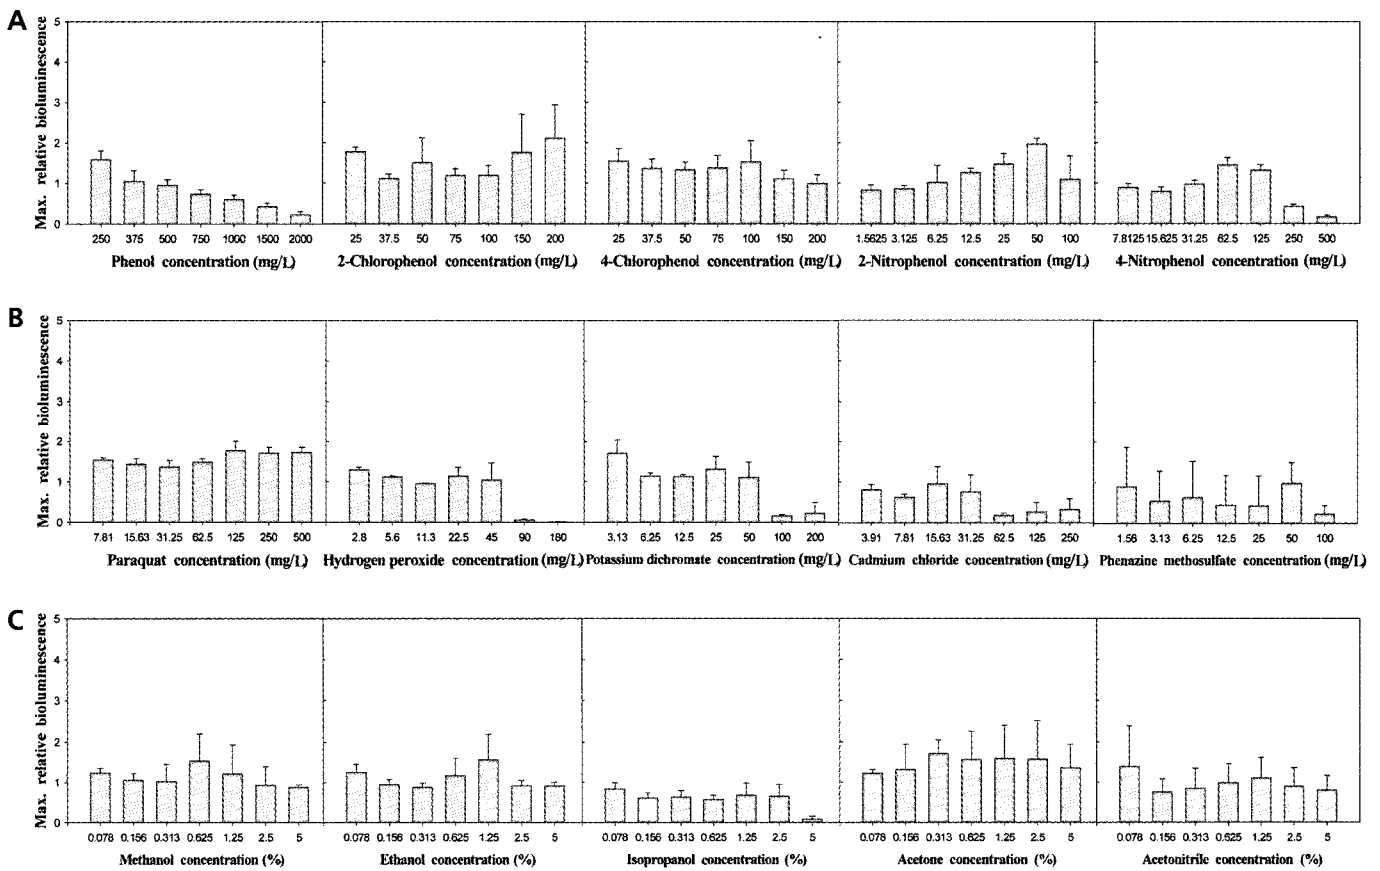 A
Max. relative bioluminescence
5
4
3
2
1
0
250 375 500 750 1000 1500 2000
25 37.5 50 75 100 150 200
25 37.5 50 75 100 150 200
1.5625 3.125 6.25 12.5 25 50 100
7.8125 15.625 31.25 62.5 125 250 500
Phenol concentration (mg/L)
2-Chlorophenol concentration (mg/L)
4-Chlorophenol concentration (mg/L)
2-Nitrophenol concentration (mg/L)
4-Nitrophenol concentration (mg/L)
B
Max. relative bioluminescence
5
4
3
2
1
0
7.81 15.63 31.25 62.5 125 250 500
2.8 5.6 11.3 22.5 45 90 180
3.13 6.25 12.5 25 50 100 200
3.91 7.81 15.63 31.25 62.5 125 250
1.56 3.13 6.25 12.5 25 50 100
Paraquat concentration (mg/L)
Hydrogen peroxide concentration (mg/L)
Potassium dichromate concentration (mg/L)
Cadmium chloride concentration (mg/L)
Phenazine methosulfate concentration (mg/L)
C
Max. relative bioluminescence
5
4
3
2
1
0
0.078 0.156 0.313 0.625 1.25 2.5 5
0.078 0.156 0.313 0.625 1.25 2.5 5
0.078 0.156 0.313 0.625 1.25 2.5 5
0.078 0.156 0.313 0.625 1.25 2.5 5
0.078 0.156 0.313 0.625 1.25 2.5 5
Methanol concentration (%)
Ethanol concentration (%)
Isopropanol concentration (%)
Acetone concentration (%)
Acetonitrile concentration (%)